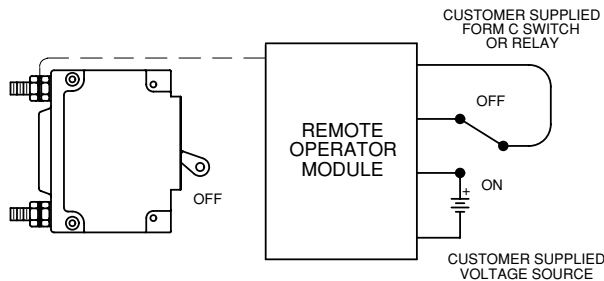 CUSTOMER SUPPLIED
FORM C SWITCH
OR RELAY
OFF
REMOTE
OPERATOR
MODULE
OFF
ON
+
CUSTOMER SUPPLIED
VOLTAGE SOURCE